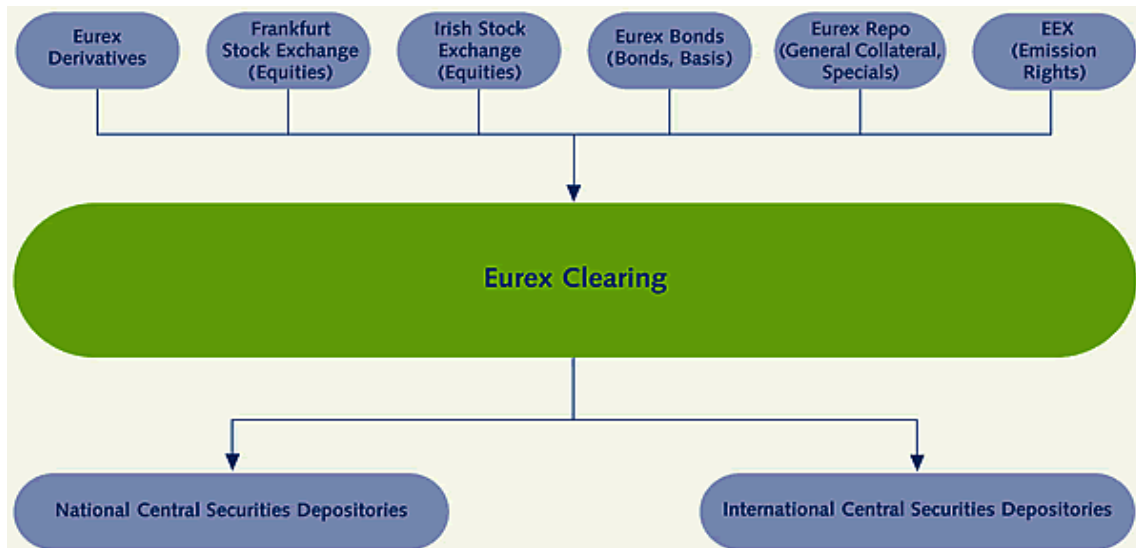 Eurex
Derivatives
Frankfurt
Stock Exchange
(Equities)
Irish Stock
Exchange
(Equities)
Eurex Bonds
(Bonds, Basis)
Eurex Repo
(General Collateral,
Specials)
EEX
(Emission
Rights)
Eurex Clearing
National Central Securities Depositories
International Central Securities Depositories